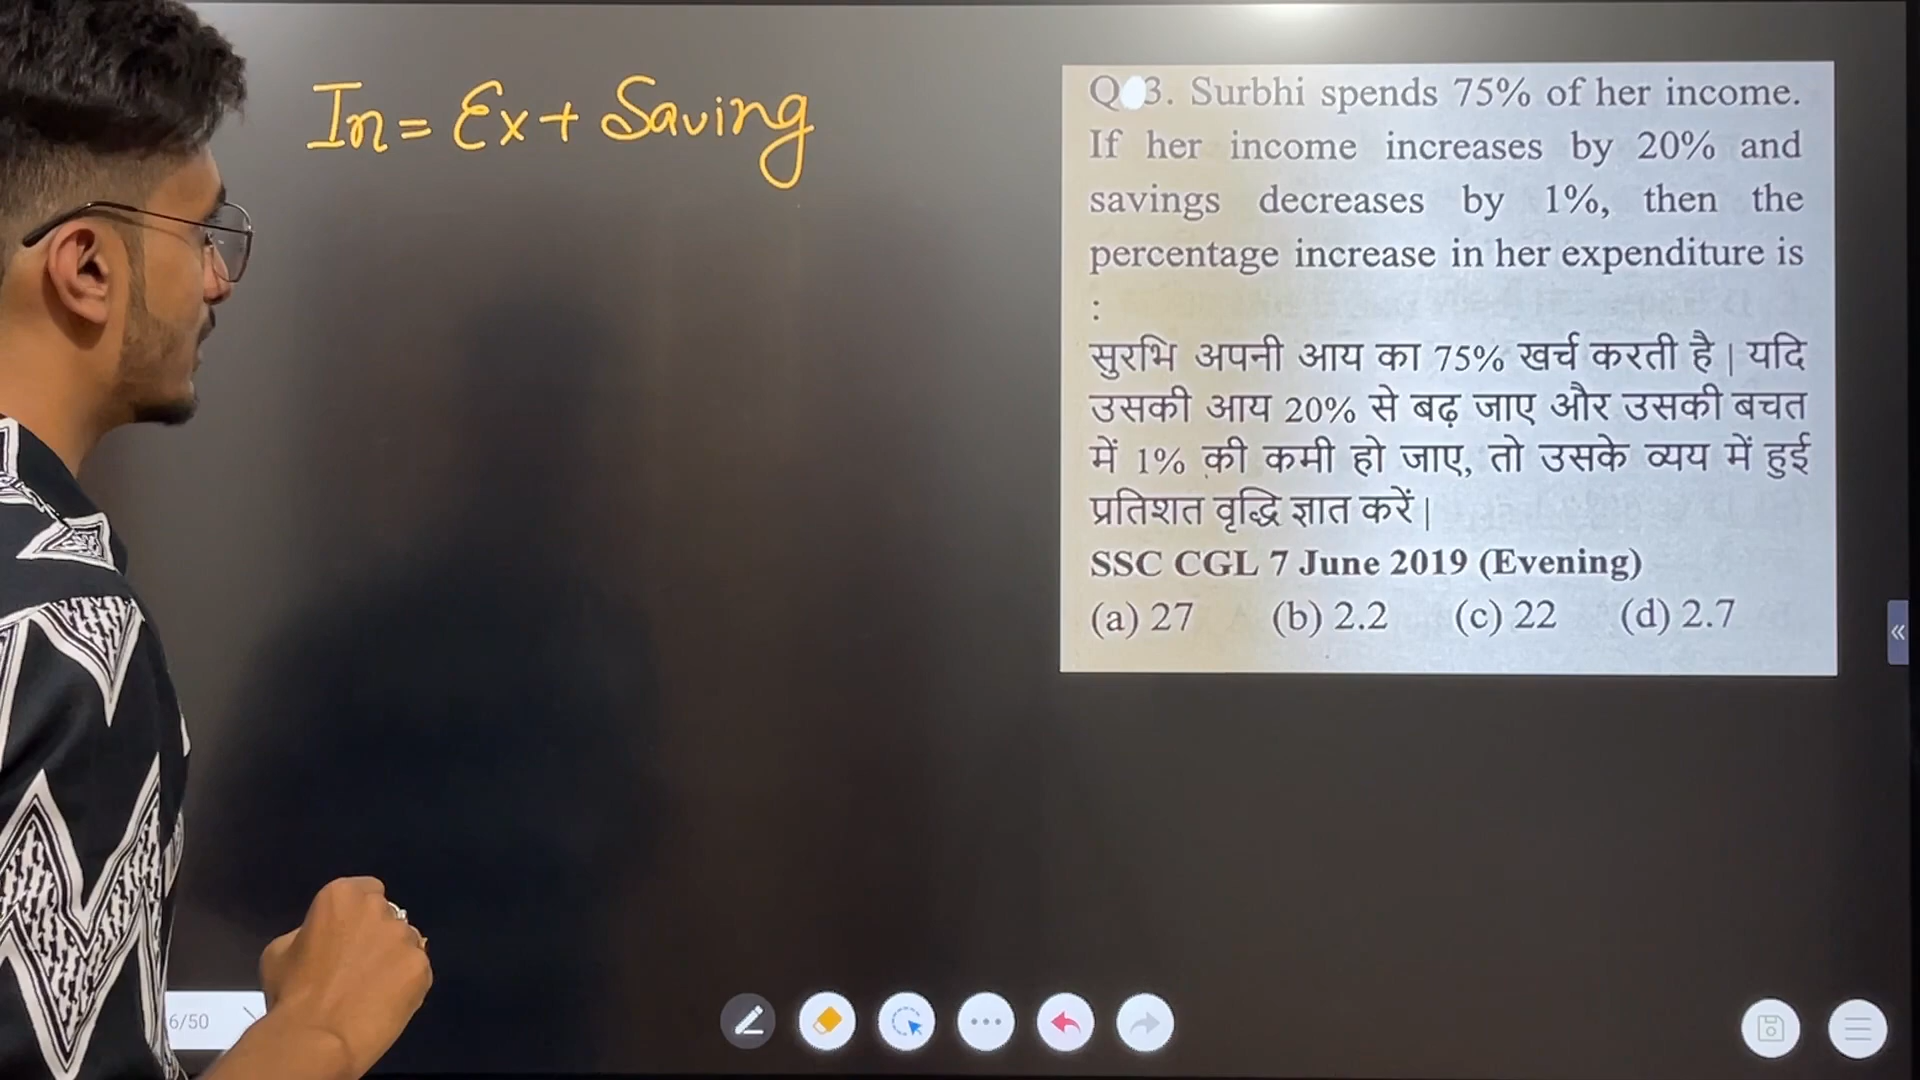 In = Ex + Saving
Q 3. Surbhi spends 75% of her income.
If her income increases by 20% and
savings decreases by 1%, then the
percentage increase in her expenditure is
:
सुरभि अपनी आय का 75% खर्च करती है | यदि
उसकी आय 20% से बढ़ जाए और उसकी बचत
में 1% की कमी हो जाए, तो उसके व्यय में हुई
प्रतिशत वृद्धि ज्ञात करें |
SSC CGL 7 June 2019 (Evening)
(a) 27 (b) 2.2 (c) 22 (d) 2.7
6/50